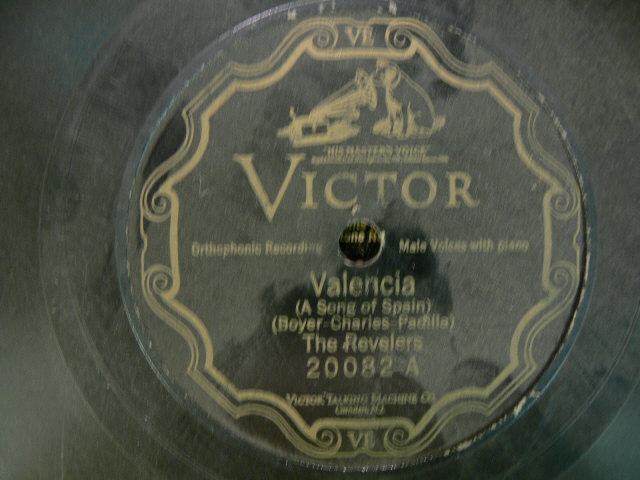 VE
"HIS MASTER'S VOICE"
VICTOR
Orthophonic Recording
Male Voices with piano
Valencia
(A Song of Spain)
(Boyer-Charles-Padilla)
The Revelers
20082 A
VICTOR TALKING MACHINE CO.
Camden, N.J.
VE